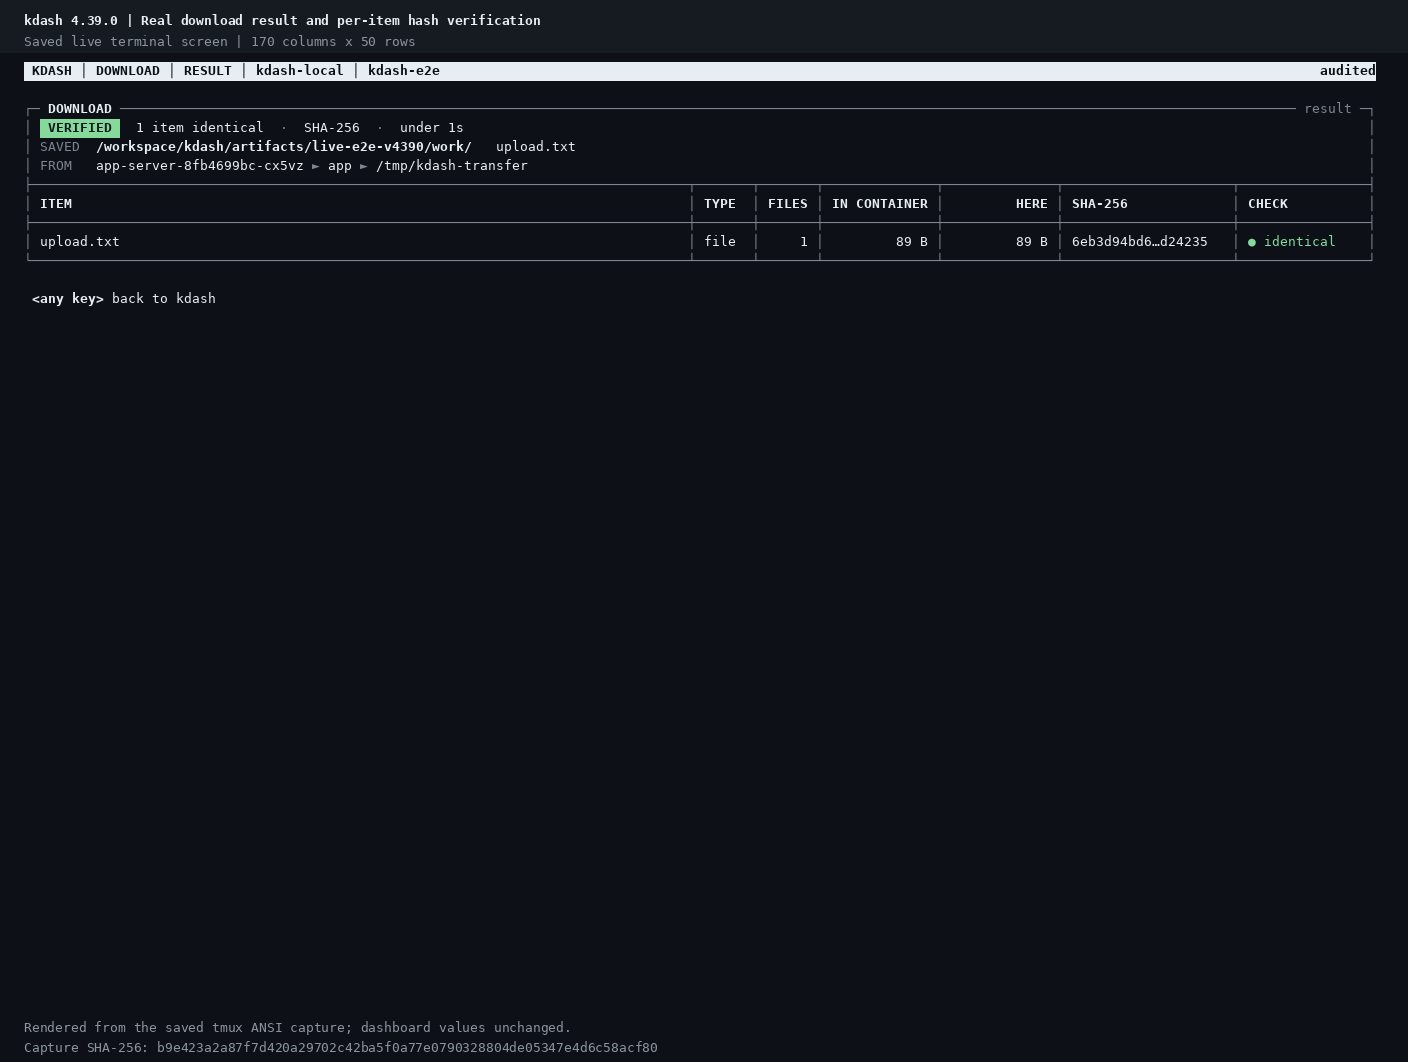 kdash 4.39.0 | Real download result and per-item hash verification
Saved live terminal screen | 170 columns x 50 rows
KDASH │ DOWNLOAD │ RESULT │ kdash-local │ kdash-e2e audited
DOWNLOAD result
VERIFIED 1 item identical · SHA-256 · under 1s
SAVED /workspace/kdash/artifacts/live-e2e-v4390/work/ upload.txt
FROM app-server-8fb4699bc-cx5vz ► app ► /tmp/kdash-transfer
ITEM │ TYPE │ FILES │ IN CONTAINER │ HERE │ SHA-256 │ CHECK
upload.txt │ file │ 1 │ 89 B │ 89 B │ 6eb3d94bd6…d24235 │ ● identical
<any key> back to kdash
Rendered from the saved tmux ANSI capture; dashboard values unchanged.
Capture SHA-256: b9e423a2a87f7d420a29702c42ba5f0a77e0790328804de05347e4d6c58acf80